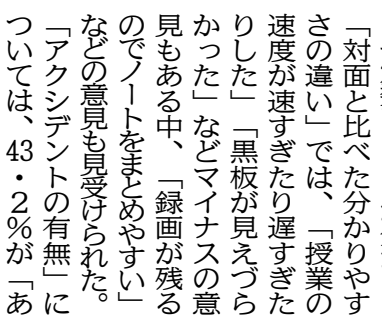 「対面と比べた分かりやす
さの違い」では、「授業の
速度が速すぎたり遅すぎた
りした」「黒板が見えづら
かった」などマイナスの意
見もある中、「録画が残る
のでノートをまとめやすい」
などの意見も見受けられた。
「アクシデントの有無」に
ついては、43・2％が「あ